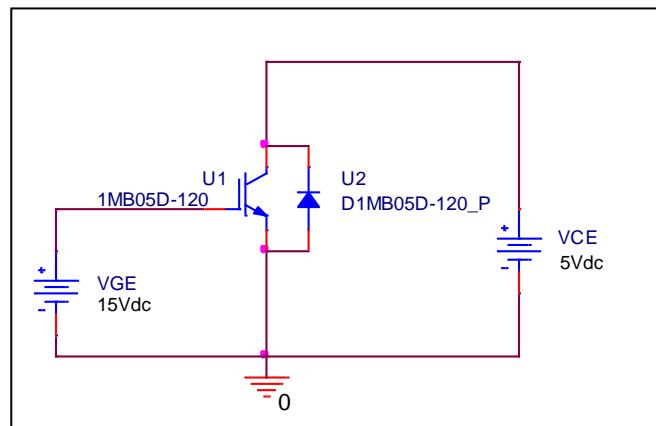 U1
1MB05D-120
U2
D1MB05D-120_P
+
VGE
15Vdc
-
+
VCE
5Vdc
-
0